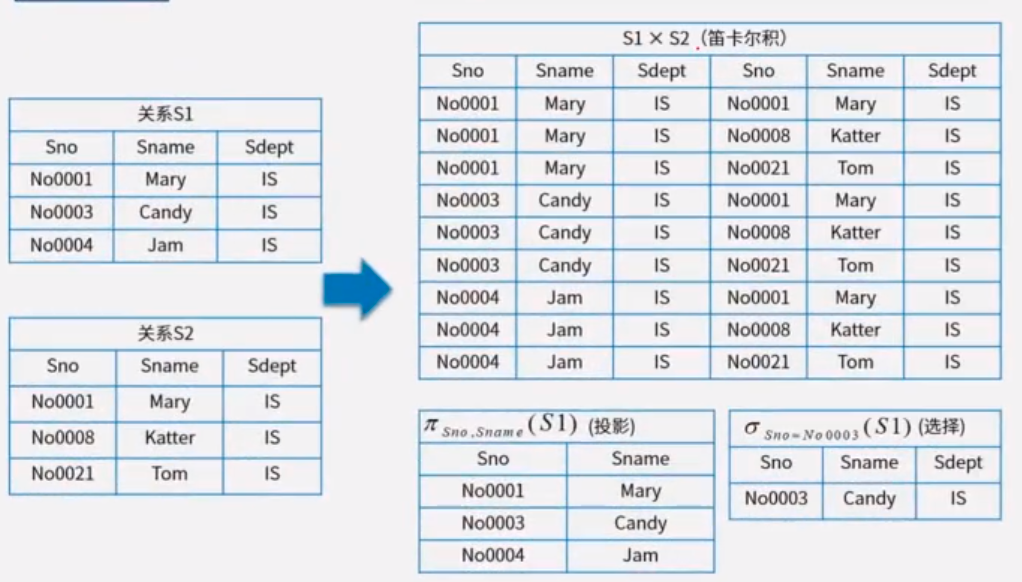 关系S1
Sno Sname Sdept
No0001 Mary IS
No0003 Candy IS
No0004 Jam IS
关系S2
Sno Sname Sdept
No0001 Mary IS
No0008 Katter IS
No0021 Tom IS
S1 × S2（笛卡尔积）
Sno Sname Sdept Sno Sname Sdept
No0001 Mary IS No0001 Mary IS
No0001 Mary IS No0008 Katter IS
No0001 Mary IS No0021 Tom IS
No0003 Candy IS No0001 Mary IS
No0003 Candy IS No0008 Katter IS
No0003 Candy IS No0021 Tom IS
No0004 Jam IS No0001 Mary IS
No0004 Jam IS No0008 Katter IS
No0004 Jam IS No0021 Tom IS
π Sno,Sname (S1) (投影)
Sno Sname
No0001 Mary
No0003 Candy
No0004 Jam
σ Sno=No0003 (S1) (选择)
Sno Sname Sdept
No0003 Candy IS